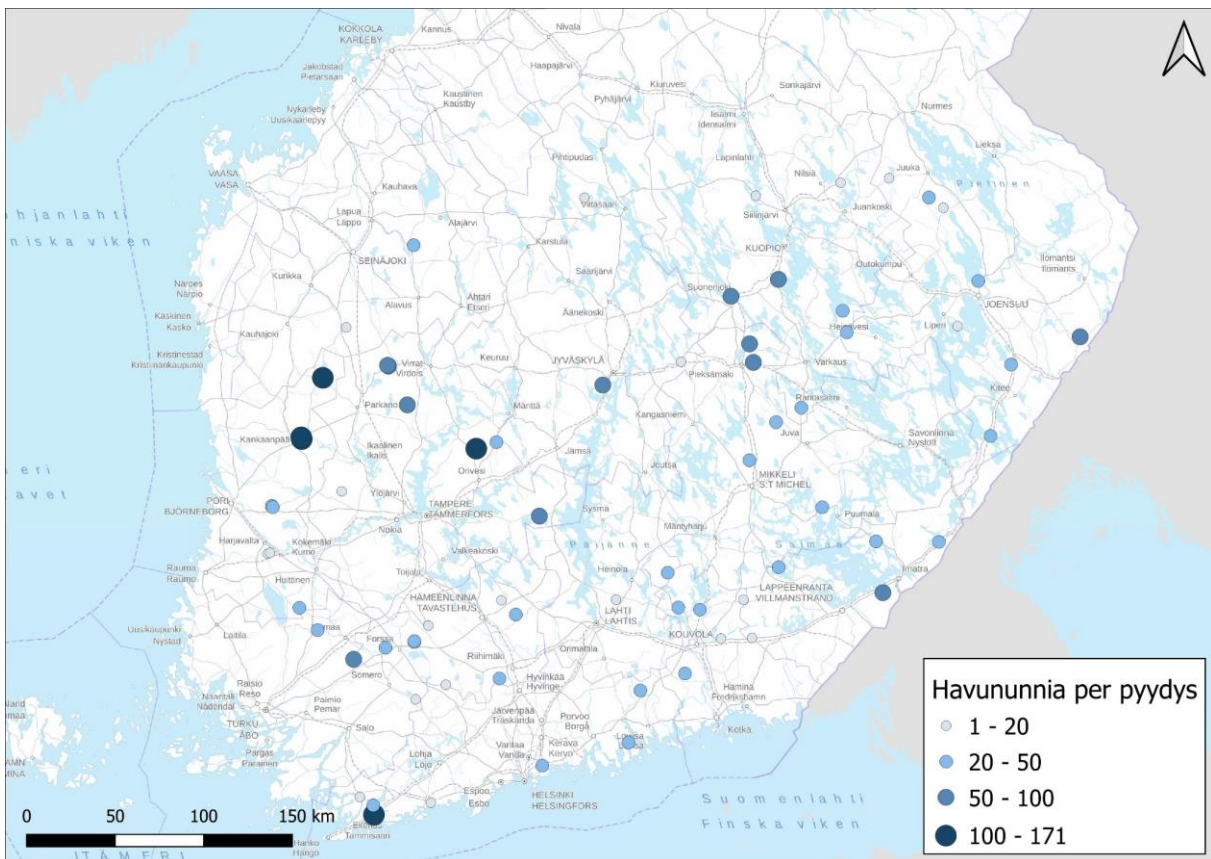 KOKKOLA
KARLEBY
Kannus
Nivala
Haapajärvi
Jakobstad
Pietarsaari
Kaustinen
Kaustby
Pyhäjärvi
Kiuruvesi
Sonkajärvi
Nykarleby
Uusikaarlepyy
Iisalmi
Idensalmi
Nurmes
Pihtipudas
Lapinlahti
Lieksa
VAASA
VASA
Kauhava
Nilsiä
Juuka
Pielinen
Viitasaari
Lapua
Lappo
Alajärvi
Siilinjärvi
Juankoski
ohjanlahti
niska viken
Karstula
KUOPIO
SEINÄJOKI
Outokumpu
Ilomantsi
Ilomants
Kurikka
Saarijärvi
Suonenjoki
Närpes
Närpiö
Alavus
Ähtäri
Etseri
JOENSUU
Kaskinen
Kaskö
Äänekoski
Heinävesi
Liperi
Kauhajoki
Kristinestad
Kristiinankaupunki
Virrat
Virdois
Keuruu
JYVÄSKYLÄ
Pieksämäki
Varkaus
Kitee
Parkano
Mänttä
Kangasniemi
Rantasalmi
Kankaanpää
Ikaalinen
Ikalis
Jämsä
Juva
Savonlinna
Nyslott
Orivesi
Joutsa
MIKKELI
S:T MICHEL
PORI
BJÖRNEBORG
Ylöjärvi
TAMPERE
TAMMERFORS
Sysmä
Puumala
Nokia
Mäntyharju
Harjavalta
Kokemäki
Kumo
Valkeakoski
Päijänne
Saimaa
Rauma
Raumo
Huittinen
Toijala
Heinola
Imatra
HÄMEENLINNA
TAVASTEHUS
LAPPEENRANTA
VILLMANSTRAND
LAHTI
LAHTIS
Uusikaupunki
Nystad
Laitila
Forssa
KOUVOLA
Riihimäki
Orimattila
Somero
Hyvinkää
Hyvinge
Hamina
Fredrikshamn
Naantali
Nådendal
Raisio
Reso
Paimio
Pemar
Järvenpää
Träskända
Porvoo
Borgå
Kotka
TURKU
ÅBO
Salo
Kerava
Kervo
Vantaa
Vanda
Lohja
Lojo
Pargas
Parainen
Espoo
Esbo
HELSINKI
HELSINGFORS
Suomenlahti
Finska viken
Tammisaari
Hanko
Hangö
ITÄMERI
0 50 100 150 km
Havununnia per pyydys
1 - 20
20 - 50
50 - 100
100 - 171